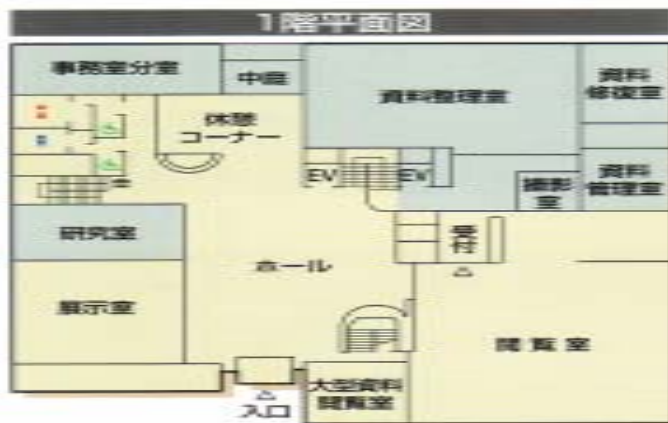 1階平面図
事務室分室
中庭
資料整理室
資料
修復室
休憩
コーナー
EV
EV
撮影
室
資料
管理室
研究室
受付
ホール
展示室
閲覧室
大型資料
閲覧室
入口